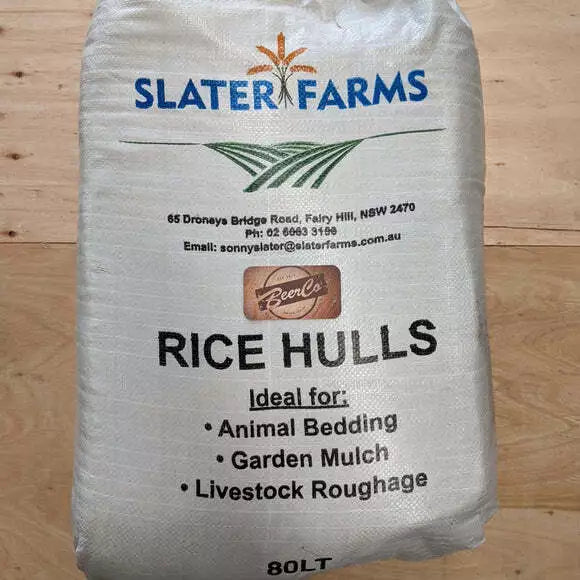 SLATER FARMS
65 Droneys Bridge Road, Fairy Hill, NSW 2470
Ph: 02 6663 3196
Email: sonnyslater@slaterfarms.com.au
BeerCo
RICE HULLS
Ideal for:
• Animal Bedding
• Garden Mulch
• Livestock Roughage
80LT